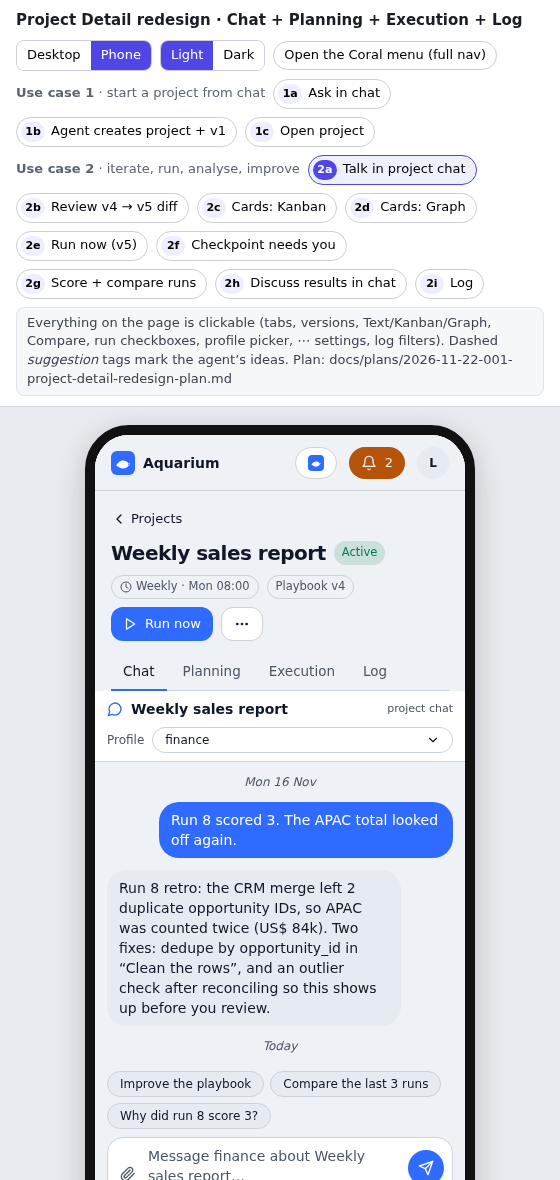 Project Detail redesign · Chat + Planning + Execution + Log
Desktop Phone Light Dark Open the Coral menu (full nav)
Use case 1 · start a project from chat 1a Ask in chat
1b Agent creates project + v1 1c Open project
Use case 2 · iterate, run, analyse, improve 2a Talk in project chat
2b Review v4 → v5 diff 2c Cards: Kanban 2d Cards: Graph
2e Run now (v5) 2f Checkpoint needs you
2g Score + compare runs 2h Discuss results in chat 2i Log
Everything on the page is clickable (tabs, versions, Text/Kanban/Graph,
Compare, run checkboxes, profile picker, ··· settings, log filters). Dashed
suggestion tags mark the agent’s ideas. Plan: docs/plans/2026-11-22-001-
project-detail-redesign-plan.md
Aquarium 2 L
Projects
Weekly sales report Active
Weekly · Mon 08:00 Playbook v4
Run now ···
Chat Planning Execution Log
Weekly sales report project chat
Profile finance
Mon 16 Nov
Run 8 scored 3. The APAC total looked
off again.
Run 8 retro: the CRM merge left 2
duplicate opportunity IDs, so APAC
was counted twice (US$ 84k). Two
fixes: dedupe by opportunity_id in
“Clean the rows”, and an outlier
check after reconciling so this shows
up before you review.
Today
Improve the playbook Compare the last 3 runs
Why did run 8 score 3?
Message finance about Weekly
sales report…